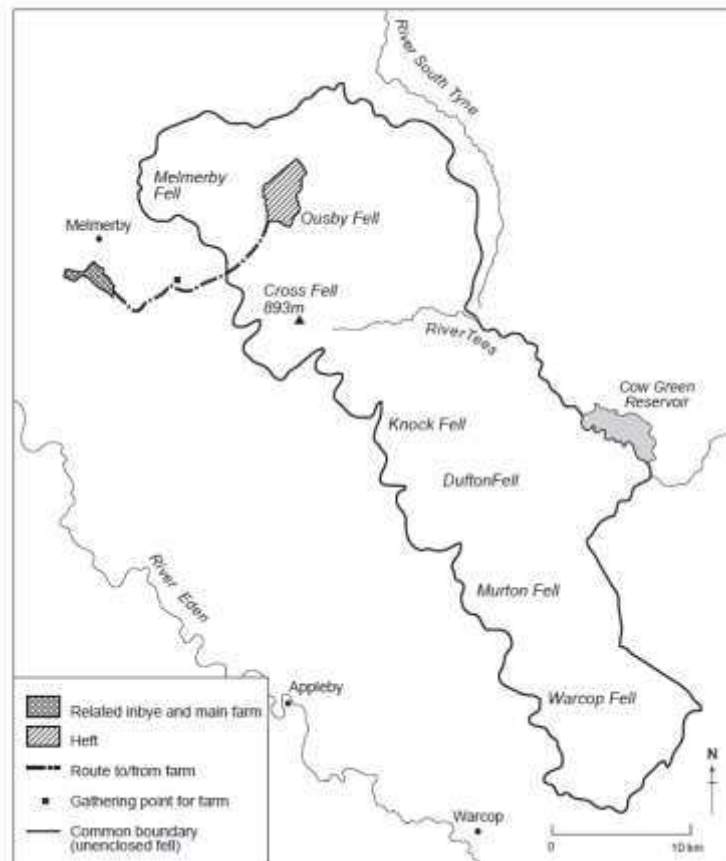 River South Tyne
Melmerby
Fell
Melmerby
Ousby Fell
Cross Fell
893m
RiverTees
Cow Green
Reservoir
Knock Fell
DuftonFell
River Eden
Murton Fell
Appleby
Warcop Fell
Warcop
Related inbye and main farm
Heft
Route to/from farm
Gathering point for farm
Common boundary
(unenclosed fell)
N
0 10 km